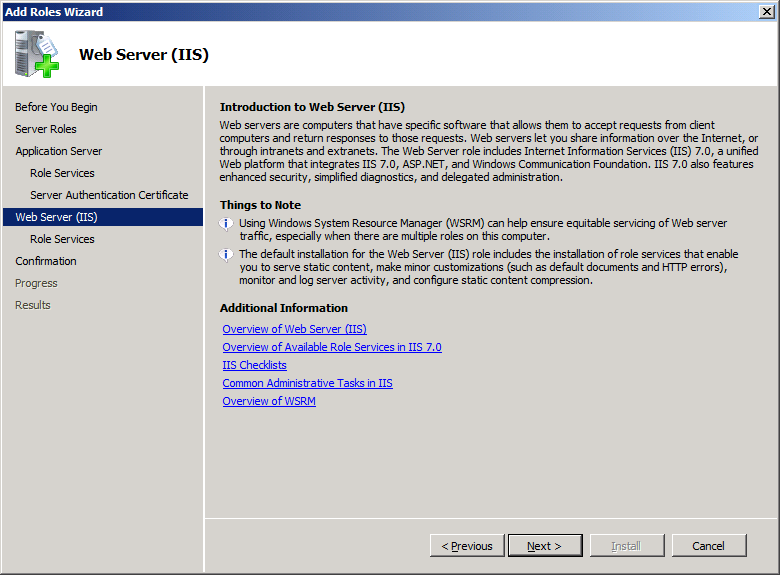 Add Roles Wizard
Web Server (IIS)
Before You Begin
Server Roles
Application Server
Role Services
Server Authentication Certificate
Web Server (IIS)
Role Services
Confirmation
Progress
Results
Introduction to Web Server (IIS)
Web servers are computers that have specific software that allows them to accept requests from client
computers and return responses to those requests. Web servers let you share information over the Internet, or
through intranets and extranets. The Web Server role includes Internet Information Services (IIS) 7.0, a unified
Web platform that integrates IIS 7.0, ASP.NET, and Windows Communication Foundation. IIS 7.0 also features
enhanced security, simplified diagnostics, and delegated administration.
Things to Note
Using Windows System Resource Manager (WSRM) can help ensure equitable servicing of Web server
traffic, especially when there are multiple roles on this computer.
The default installation for the Web Server (IIS) role includes the installation of role services that enable
you to serve static content, make minor customizations (such as default documents and HTTP errors),
monitor and log server activity, and configure static content compression.
Additional Information
Overview of Web Server (IIS)
Overview of Available Role Services in IIS 7.0
IIS Checklists
Common Administrative Tasks in IIS
Overview of WSRM
< Previous
Next >
Install
Cancel